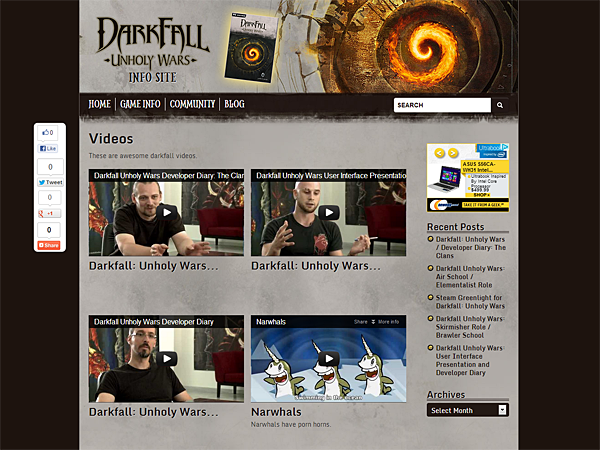 DARKFALL
UNHOLY WARS
INFO SITE
DARKFALL
HOME
GAME INFO
COMMUNITY
BLOG
SEARCH
0
Like
0
Tweet
0
+1
0
Share
Videos
These are awesome darkfall videos.
Darkfall Unholy Wars Developer Diary: The Clans
Darkfall: Unholy Wars...
Darkfall Unholy Wars User Interface Presentation
Darkfall: Unholy Wars...
Darkfall Unholy Wars Developer Diary
Darkfall: Unholy Wars...
Narwhals
Share
More info
Swimming in the ocean
Narwhals
Narwhals have porn horns.
Ultrabook
ASUS S56CA-
WH31 Intel...
Ultrabook Inspired
By Intel Core
Processor
$499.99
SHOP
TAKE IT FROM A GEEK.
Recent Posts
Darkfall: Unholy Wars
/ Developer Diary: The
Clans
Darkfall Unholy Wars:
Air School /
Elementalist Role
Steam Greenlight for
Darkfall: Unholy Wars
Darkfall Unholy Wars-
Skirmisher Role /
Brawler School
Darkfall Unholy Wars:
User Interface
Presentation and
Developer Diary
Archives
Select Month